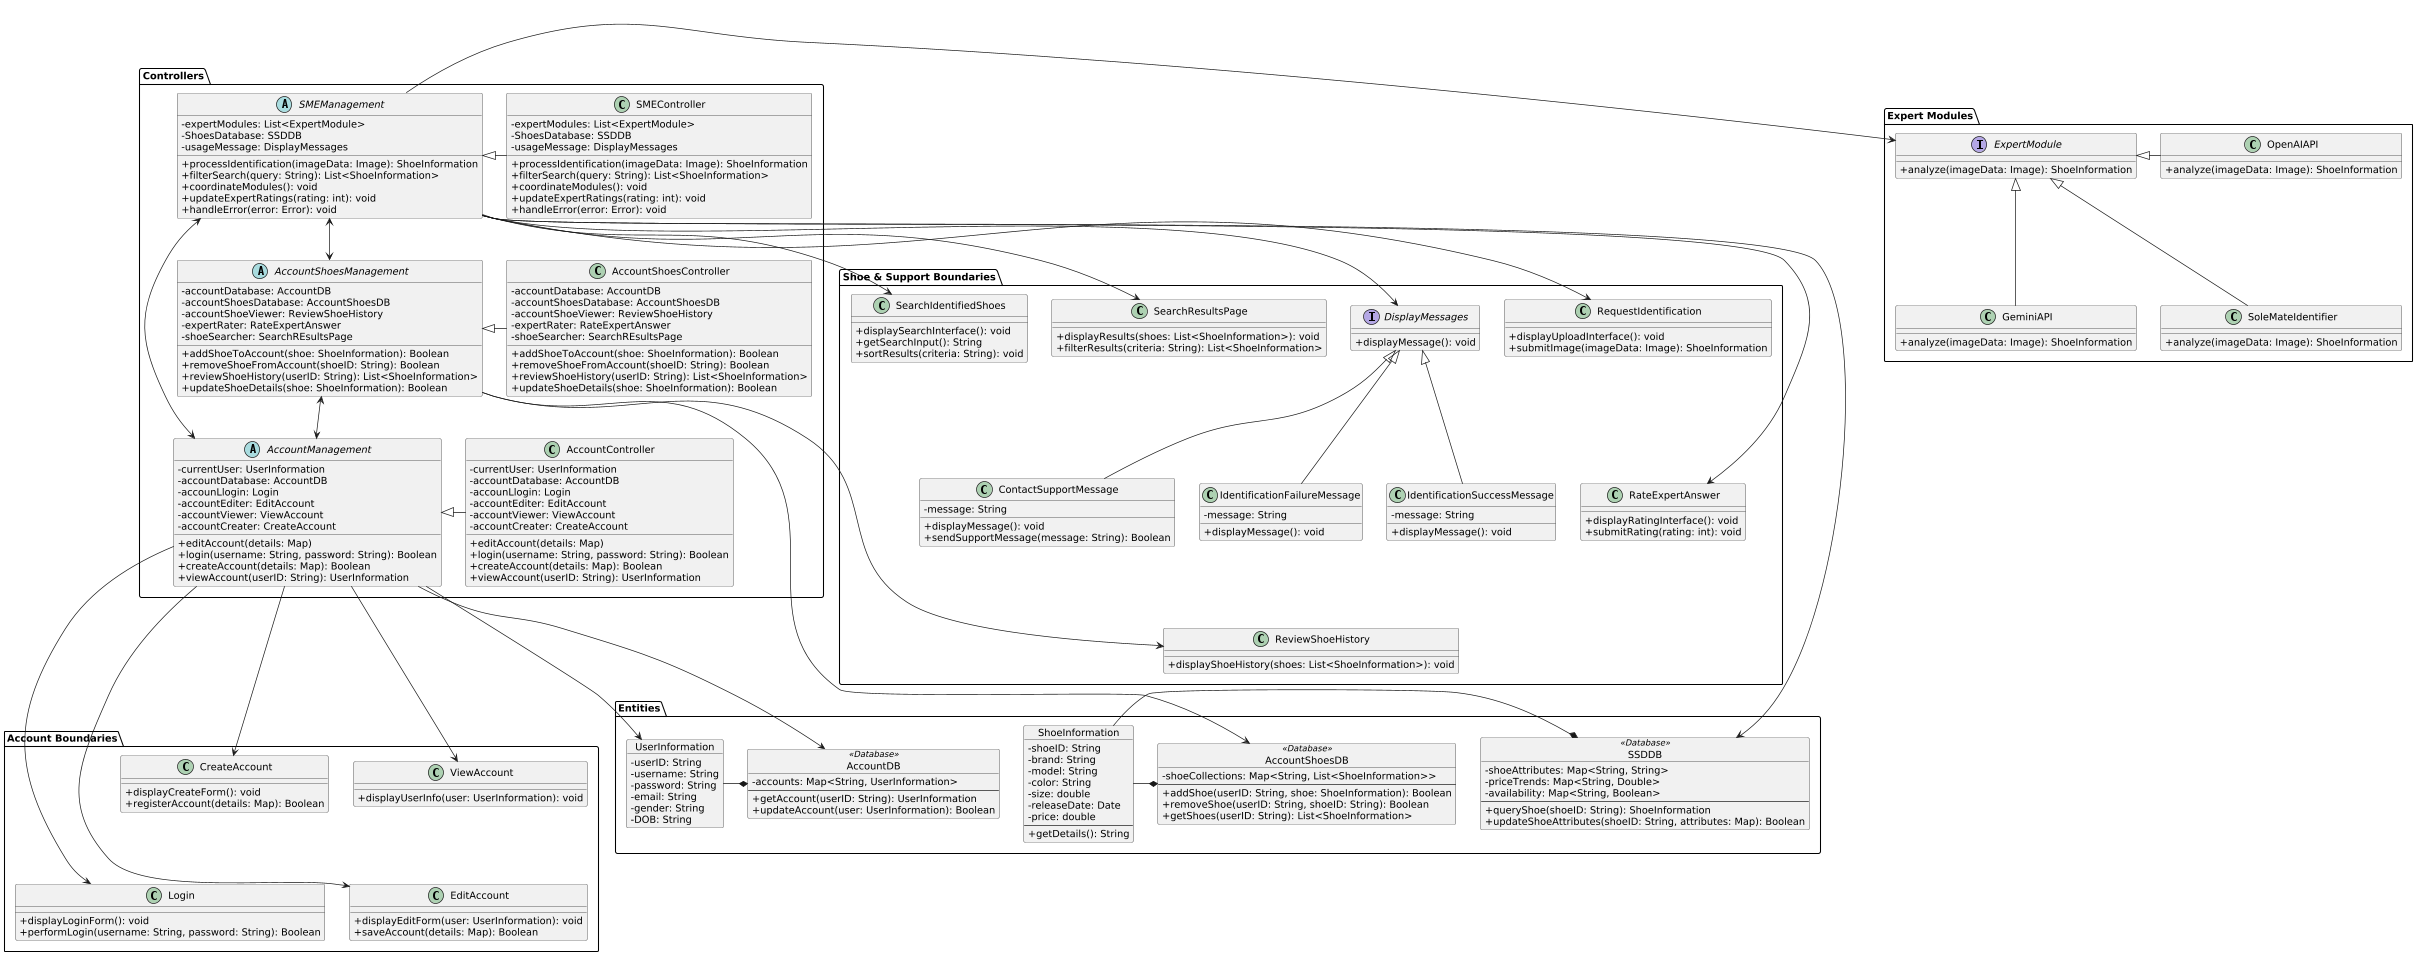 Controllers
A SMEManagement
-expertModules: List<ExpertModule>
-ShoesDatabase: SSDDB
-usageMessage: DisplayMessages
+processIdentification(imageData: Image): ShoeInformation
+filterSearch(query: String): List<ShoeInformation>
+coordinateModules(): void
+updateExpertRatings(rating: int): void
+handleError(error: Error): void
C SMEController
-expertModules: List<ExpertModule>
-ShoesDatabase: SSDDB
-usageMessage: DisplayMessages
+processIdentification(imageData: Image): ShoeInformation
+filterSearch(query: String): List<ShoeInformation>
+coordinateModules(): void
+updateExpertRatings(rating: int): void
+handleError(error: Error): void
A AccountShoesManagement
-accountDatabase: AccountDB
-accountShoesDatabase: AccountShoesDB
-accountShoeViewer: ReviewShoeHistory
-expertRater: RateExpertAnswer
-shoeSearcher: SearchREsultsPage
+addShoeToAccount(shoe: ShoeInformation): Boolean
+removeShoeFromAccount(shoeID: String): Boolean
+reviewShoeHistory(userID: String): List<ShoeInformation>
+updateShoeDetails(shoe: ShoeInformation): Boolean
C AccountShoesController
-accountDatabase: AccountDB
-accountShoesDatabase: AccountShoesDB
-accountShoeViewer: ReviewShoeHistory
-expertRater: RateExpertAnswer
-shoeSearcher: SearchREsultsPage
+addShoeToAccount(shoe: ShoeInformation): Boolean
+removeShoeFromAccount(shoeID: String): Boolean
+reviewShoeHistory(userID: String): List<ShoeInformation>
+updateShoeDetails(shoe: ShoeInformation): Boolean
A AccountManagement
-currentUser: UserInformation
-accountDatabase: AccountDB
-accounLlogin: Login
-accountEditer: EditAccount
-accountViewer: ViewAccount
-accountCreater: CreateAccount
+editAccount(details: Map)
+login(username: String, password: String): Boolean
+createAccount(details: Map): Boolean
+viewAccount(userID: String): UserInformation
C AccountController
-currentUser: UserInformation
-accountDatabase: AccountDB
-accounLlogin: Login
-accountEditer: EditAccount
-accountViewer: ViewAccount
-accountCreater: CreateAccount
+editAccount(details: Map)
+login(username: String, password: String): Boolean
+createAccount(details: Map): Boolean
+viewAccount(userID: String): UserInformation
Expert Modules
I ExpertModule
+analyze(imageData: Image): ShoeInformation
C OpenAIAPI
+analyze(imageData: Image): ShoeInformation
C GeminiAPI
+analyze(imageData: Image): ShoeInformation
C SoleMateIdentifier
+analyze(imageData: Image): ShoeInformation
Shoe & Support Boundaries
C SearchIdentifiedShoes
+displaySearchInterface(): void
+getSearchInput(): String
+sortResults(criteria: String): void
C SearchResultsPage
+displayResults(shoes: List<ShoeInformation>): void
+filterResults(criteria: String): List<ShoeInformation>
I DisplayMessages
+displayMessage(): void
C RequestIdentification
+displayUploadInterface(): void
+submitImage(imageData: Image): ShoeInformation
C ContactSupportMessage
-message: String
+displayMessage(): void
+sendSupportMessage(message: String): Boolean
C IdentificationFailureMessage
-message: String
+displayMessage(): void
C IdentificationSuccessMessage
-message: String
+displayMessage(): void
C RateExpertAnswer
+displayRatingInterface(): void
+submitRating(rating: int): void
C ReviewShoeHistory
+displayShoeHistory(shoes: List<ShoeInformation>): void
Entities
UserInformation
-userID: String
-username: String
-password: String
-email: String
-gender: String
-DOB: String
«Database»
AccountDB
-accounts: Map<String, UserInformation>
+getAccount(userID: String): UserInformation
+updateAccount(user: UserInformation): Boolean
ShoeInformation
-shoeID: String
-brand: String
-model: String
-color: String
-size: double
-releaseDate: Date
-price: double
+getDetails(): String
«Database»
AccountShoesDB
-shoeCollections: Map<String, List<ShoeInformation>>
+addShoe(userID: String, shoe: ShoeInformation): Boolean
+removeShoe(userID: String, shoeID: String): Boolean
+getShoes(userID: String): List<ShoeInformation>
«Database»
SSDDB
-shoeAttributes: Map<String, String>
-priceTrends: Map<String, Double>
-availability: Map<String, Boolean>
+queryShoe(shoeID: String): ShoeInformation
+updateShoeAttributes(shoeID: String, attributes: Map): Boolean
Account Boundaries
C CreateAccount
+displayCreateForm(): void
+registerAccount(details: Map): Boolean
C ViewAccount
+displayUserInfo(user: UserInformation): void
C Login
+displayLoginForm(): void
+performLogin(username: String, password: String): Boolean
C EditAccount
+displayEditForm(user: UserInformation): void
+saveAccount(details: Map): Boolean